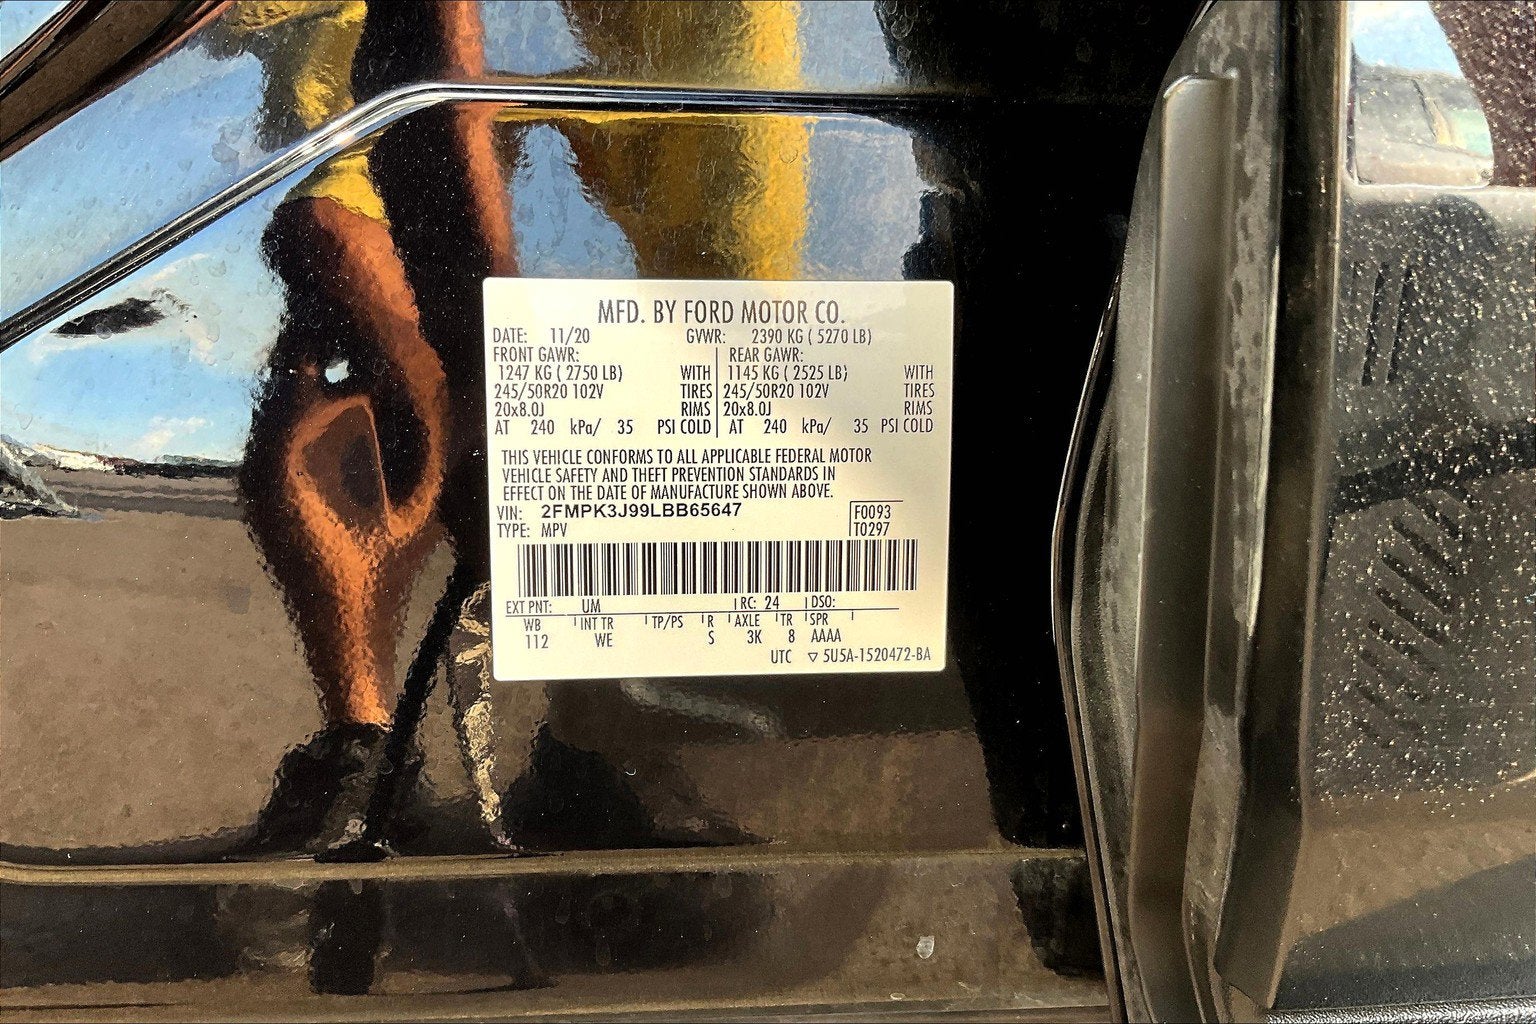 MFD. BY FORD MOTOR CO.
DATE: 11/20 GVWR: 2390 KG ( 5270 LB)
FRONT GAWR: REAR GAWR:
1247 KG ( 2750 LB) WITH 1145 KG ( 2525 LB) WITH
245/50R20 102V TIRES 245/50R20 102V TIRES
20x8.0J RIMS 20x8.0J RIMS
AT 240 kPa/ 35 PSI COLD AT 240 kPa/ 35 PSI COLD
THIS VEHICLE CONFORMS TO ALL APPLICABLE FEDERAL MOTOR
VEHICLE SAFETY AND THEFT PREVENTION STANDARDS IN
EFFECT ON THE DATE OF MANUFACTURE SHOWN ABOVE.
VIN: 2FMPK3J99LBB65647 F0093
TYPE: MPV T0297
EXT PNT: UM RC: 24 DSO:
WB INT TR TP/PS R AXLE TR SPR
112 WE S 3K 8 AAAA
UTC ▽ 5U5A-1520472-BA